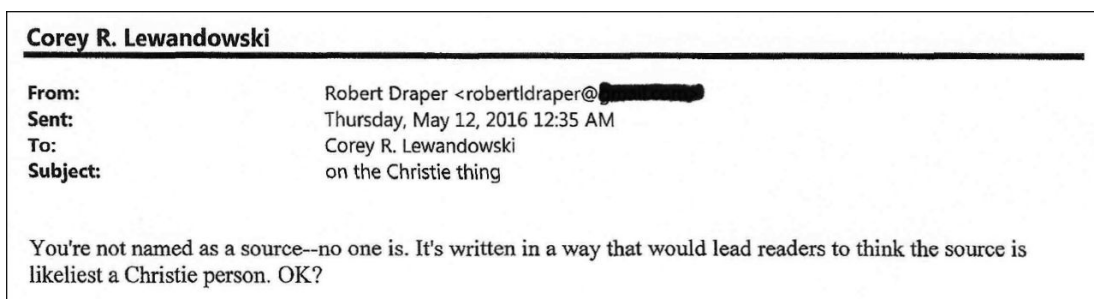 Corey R. Lewandowski
From: Robert Draper <robertldraper@
Sent: Thursday, May 12, 2016 12:35 AM
To: Corey R. Lewandowski
Subject: on the Christie thing
You're not named as a source--no one is. It's written in a way that would lead readers to think the source is
likeliest a Christie person. OK?